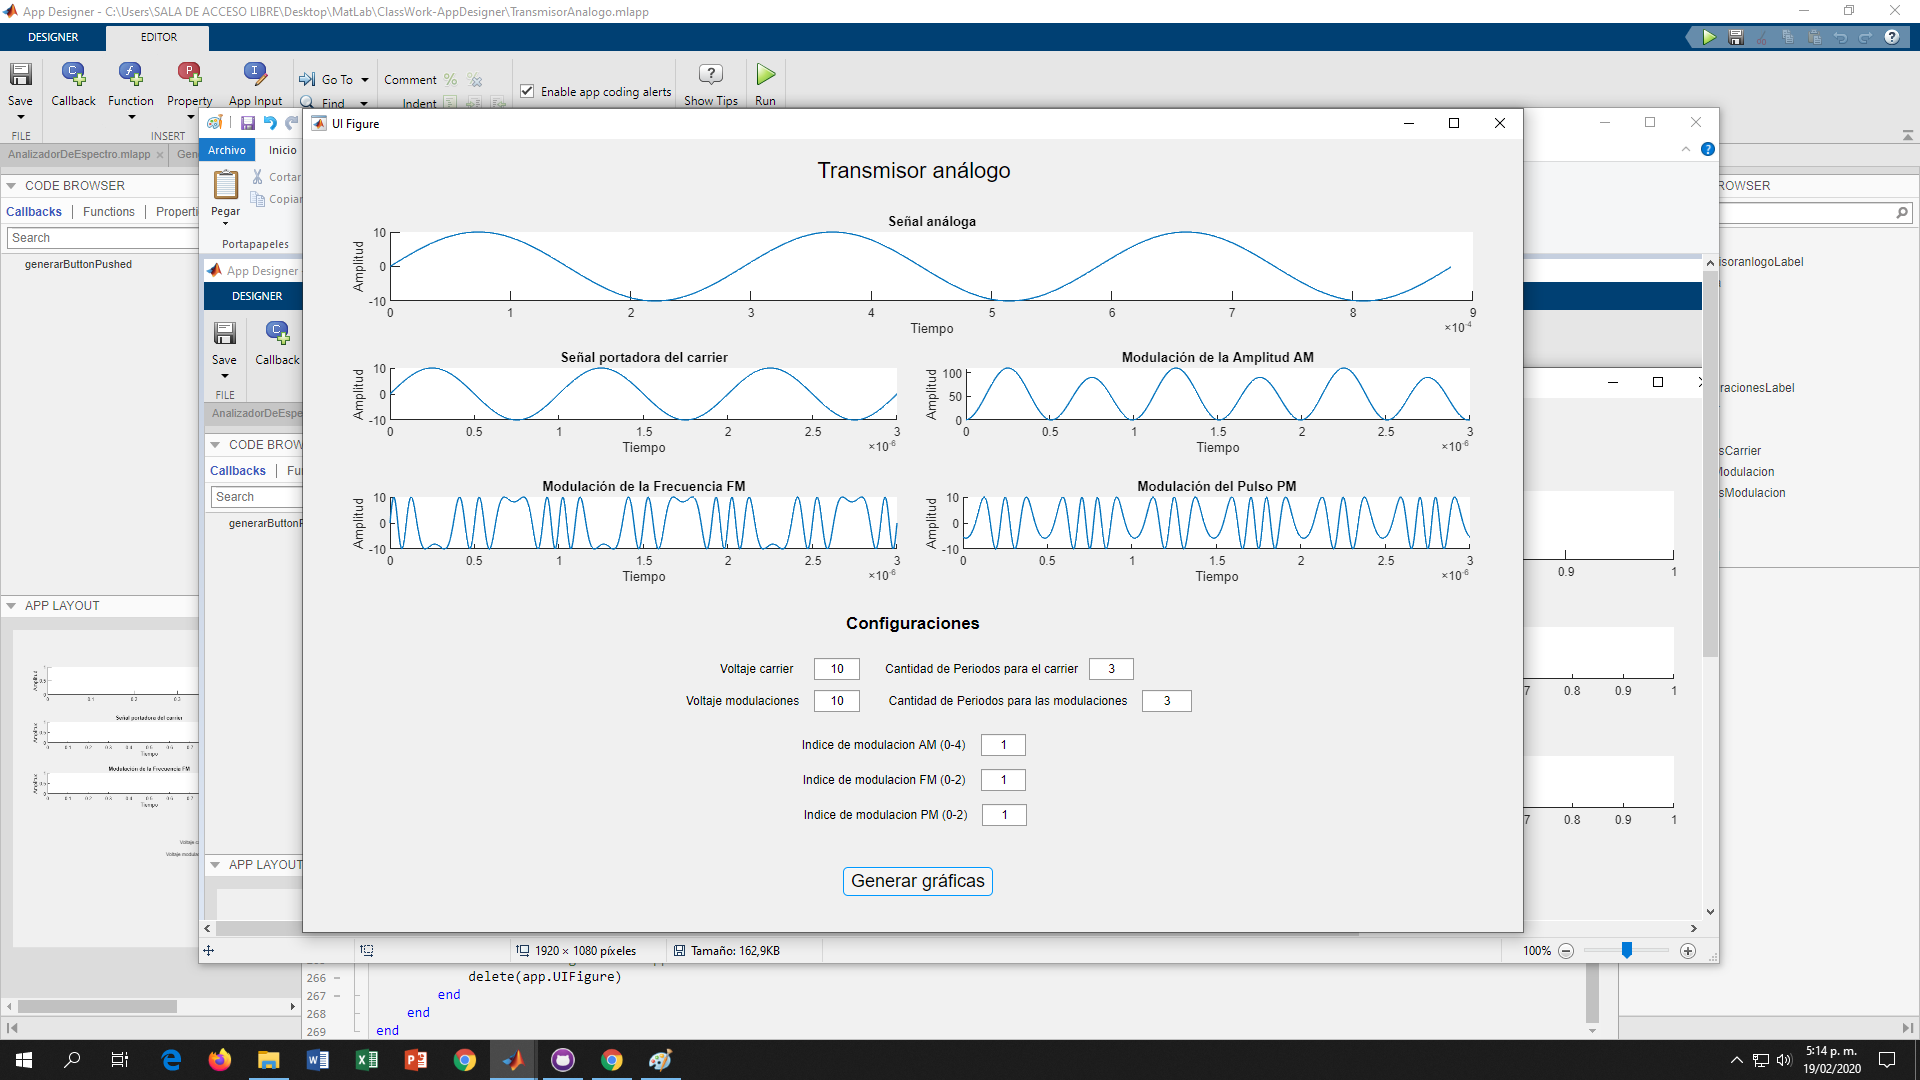 App Designer - C:\Users\SALA DE ACCESO LIBRE\Desktop\MatLab\ClassWork-AppDesigner\TransmisorAnalogo.mlapp
DESIGNER EDITOR
Save Callback Function Property App Input Go To Find Comment Indent Enable app coding alerts Show Tips Run
FILE INSERT
AnalizadorDeEspectro.mlapp Gen
CODE BROWSER
Callbacks Functions Properti
Search
generarButtonPushed
APP LAYOUT
Archivo Inicio
Pegar Cortar
Copiar
Portapapeles
App Designer
DESIGNER
Save Callback
FILE
AnalizadorDeEspe
CODE BROW
Callbacks Fu
Search
generarButtonP
APP LAYOUT
UI Figure
Transmisor análogo
Señal análoga
Amplitud
10
0
-10
0 1 2 3 4 5 6 7 8 9
Tiempo
×10⁻⁴
Señal portadora del carrier
Amplitud
10
0
-10
0 0.5 1 1.5 2 2.5 3
Tiempo
×10⁻⁶
Modulación de la Amplitud AM
Amplitud
100
50
0
0 0.5 1 1.5 2 2.5 3
Tiempo
×10⁻⁶
Modulación de la Frecuencia FM
Amplitud
10
0
-10
0 0.5 1 1.5 2 2.5 3
Tiempo
×10⁻⁶
Modulación del Pulso PM
Amplitud
10
0
-10
0 0.5 1 1.5 2 2.5 3
Tiempo
×10⁻⁶
Configuraciones
Voltaje carrier 10 Cantidad de Periodos para el carrier 3
Voltaje modulaciones 10 Cantidad de Periodos para las modulaciones 3
Indice de modulacion AM (0-4) 1
Indice de modulacion FM (0-2) 1
Indice de modulacion PM (0-2) 1
Generar gráficas
ROWSER
isoranlogoLabel
racionesLabel
sCarrier
Modulacion
sModulacion
0.9 1
7 0.8 0.9 1
7 0.8 0.9 1
1920 × 1080 píxeles Tamaño: 162,9KB 100%
266 delete(app.UIFigure)
267 end
268 end
269 end
5:14 p. m.
19/02/2020